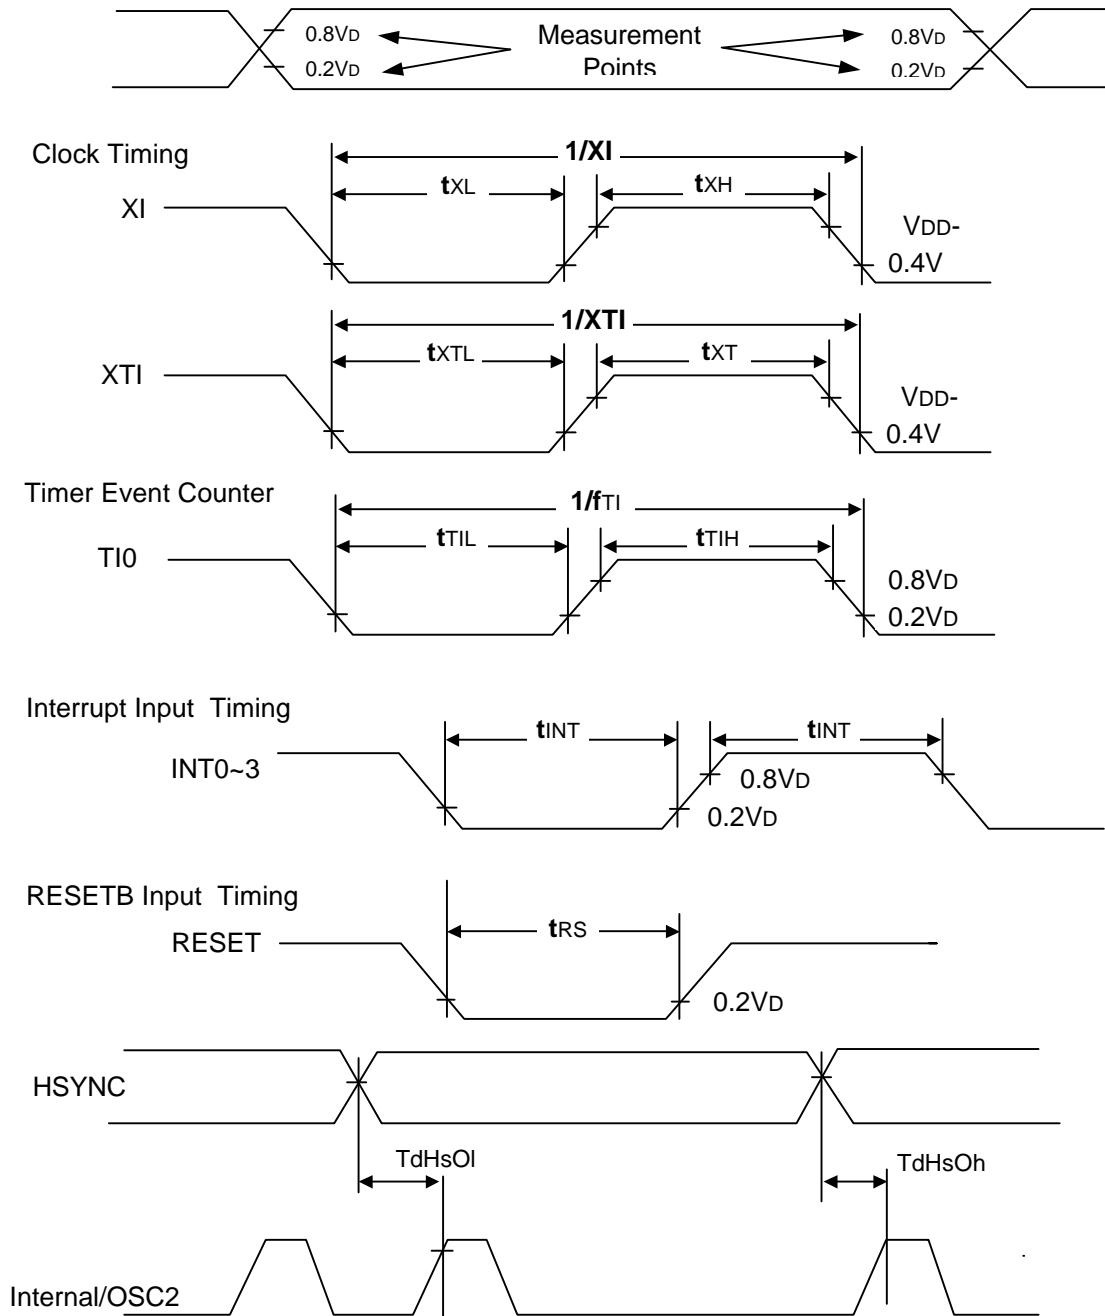 0.8VD Measurement 0.8VD
0.2VD Points 0.2VD
Clock Timing
1/XI
tXL tXH
XI
VDD-
0.4V
1/XTI
tXTL tXT
XTI
VDD-
0.4V
Timer Event Counter
1/fTI
tTIL tTIH
TI0
0.8VD
0.2VD
Interrupt Input Timing
tINT tINT
INT0~3
0.8VD
0.2VD
RESETB Input Timing
tRS
RESET
0.2VD
HSYNC
TdHsOl TdHsOh
Internal/OSC2